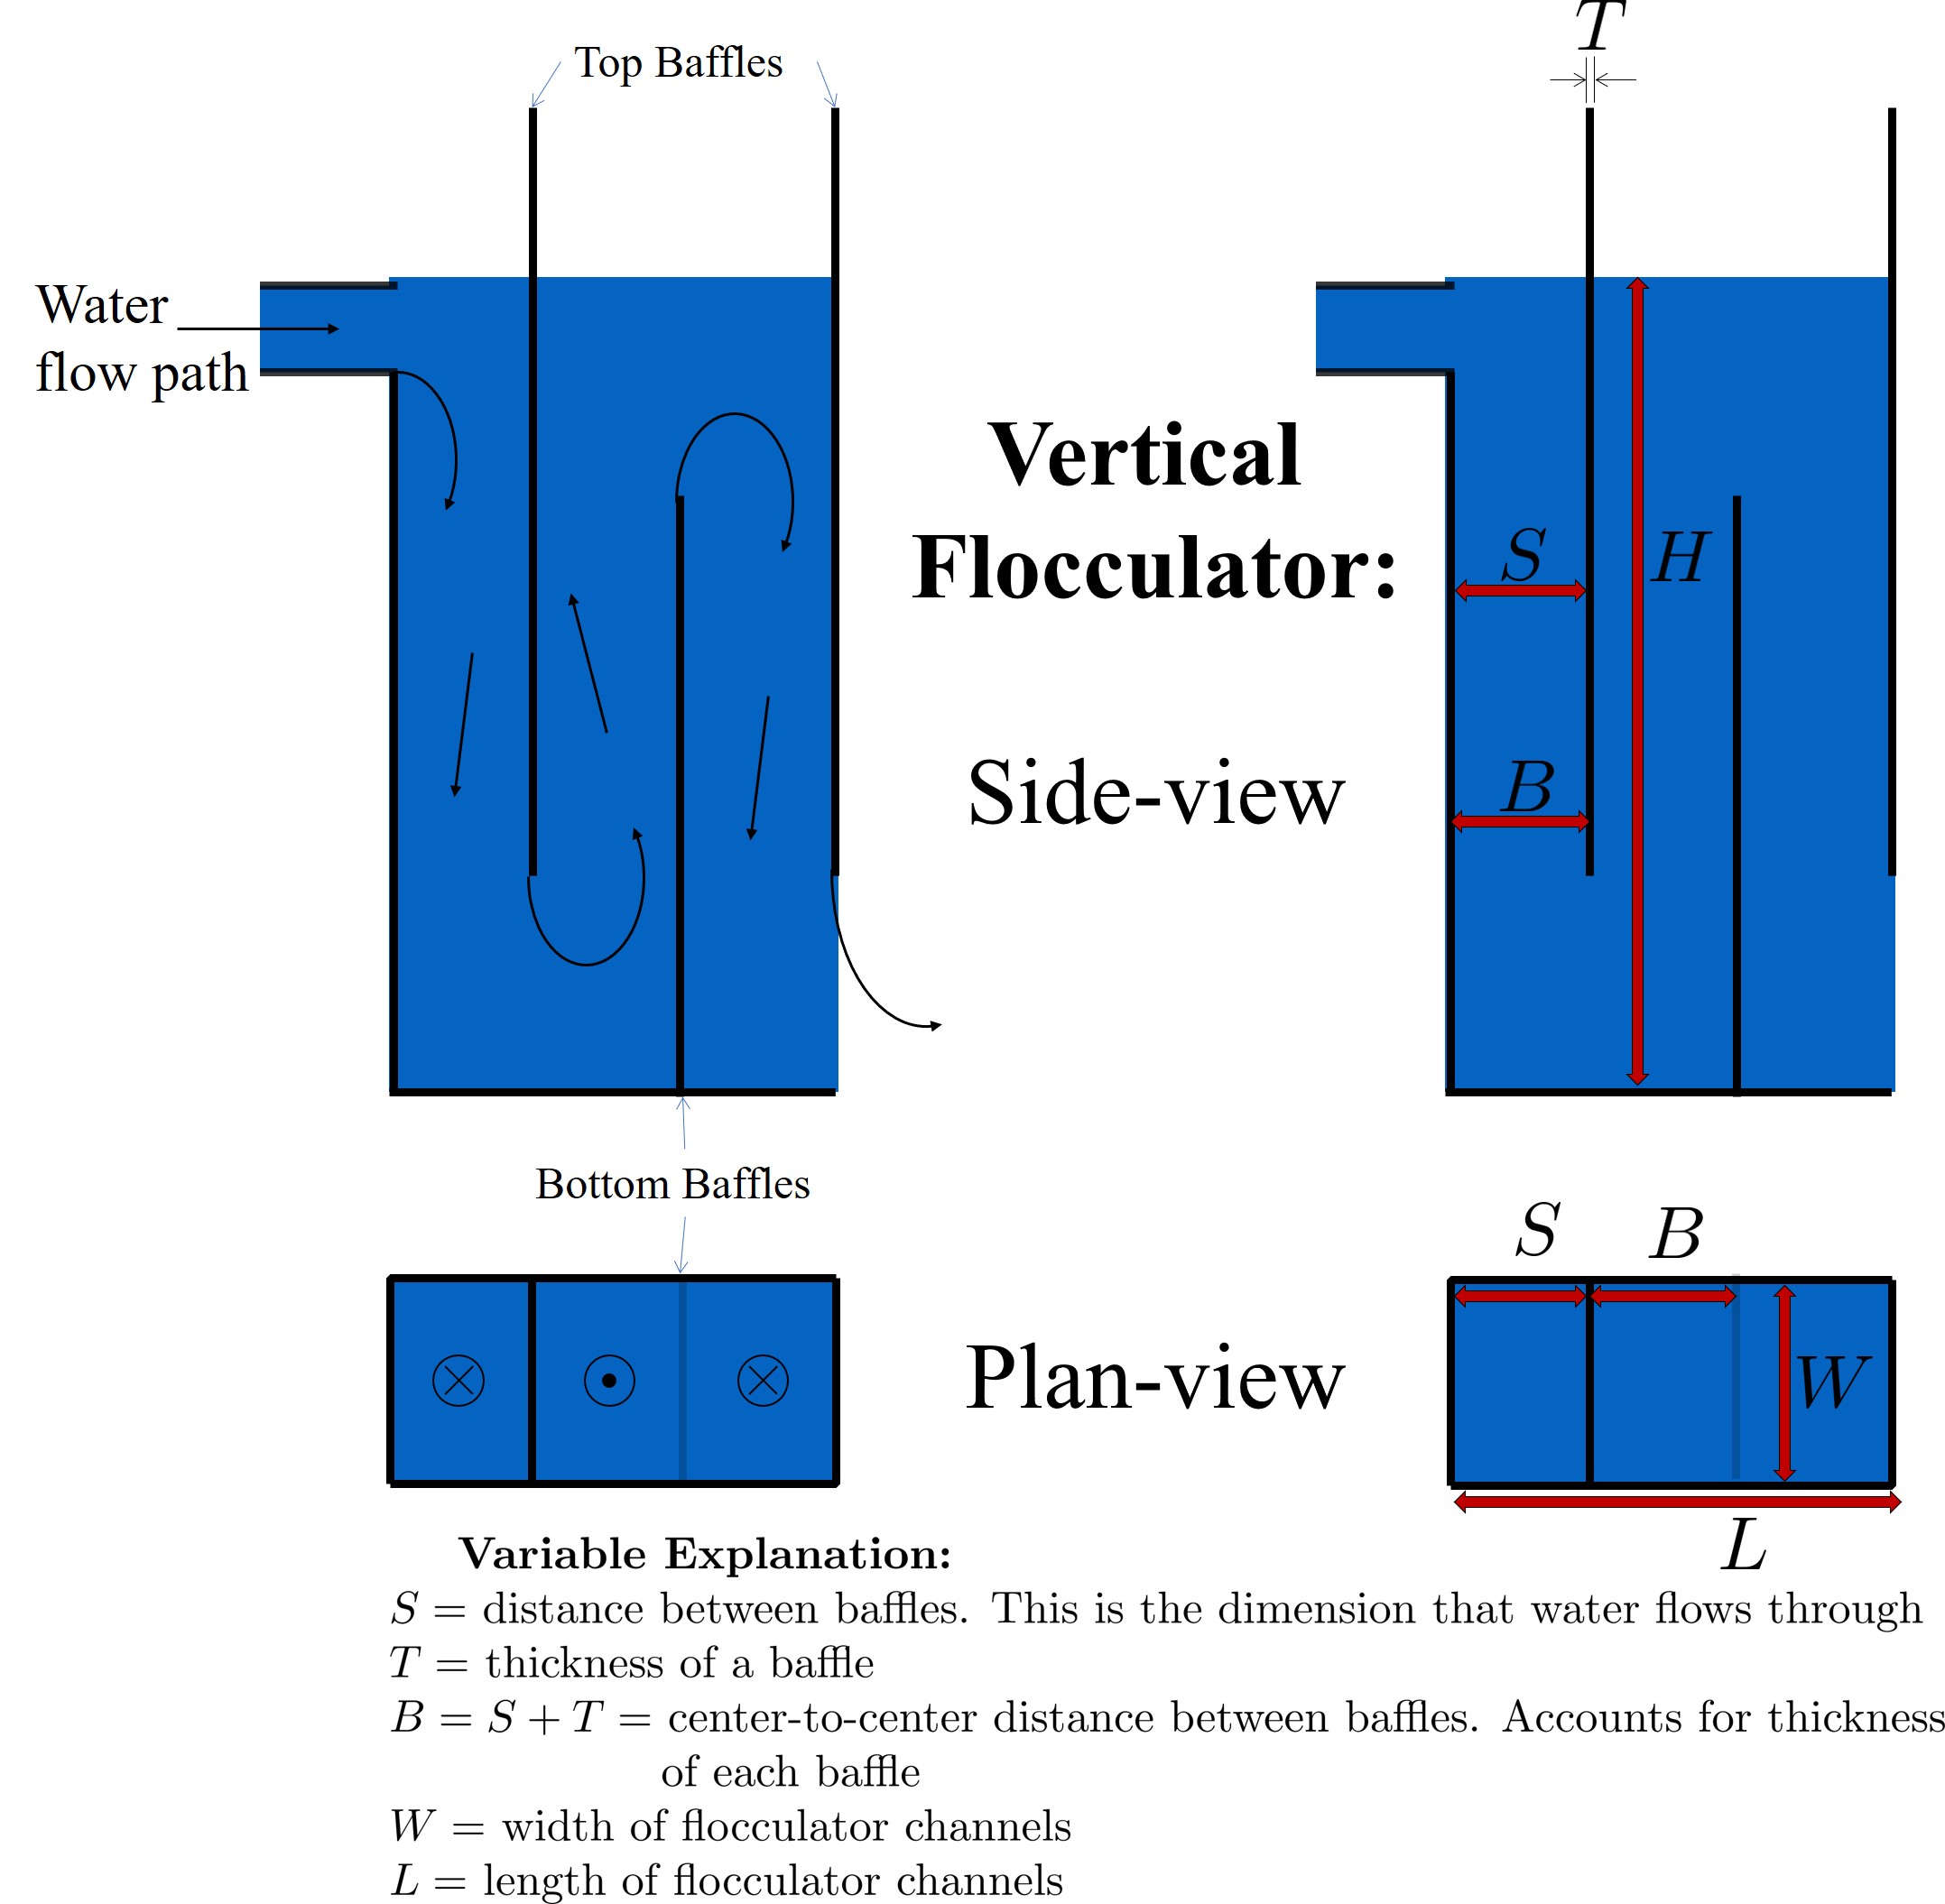 Top Baffles
T
Water
flow path
Vertical
Flocculator:
S
H
Side-view
B
Bottom Baffles
S
B
Plan-view
W
L
Variable Explanation:
S = distance between baffles. This is the dimension that water flows through
T = thickness of a baffle
B = S + T = center-to-center distance between baffles. Accounts for thickness
of each baffle
W = width of flocculator channels
L = length of flocculator channels